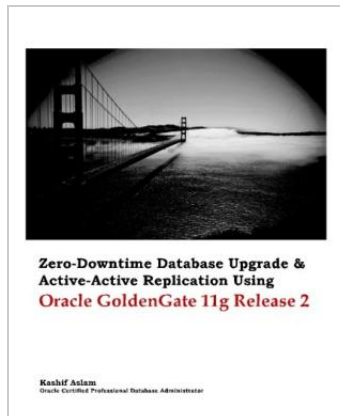 Zero-Downtime Database Upgrade &
Active-Active Replication Using
Oracle GoldenGate 11g Release 2
Kashif Aslam
Oracle Certified Professional Database Administrator